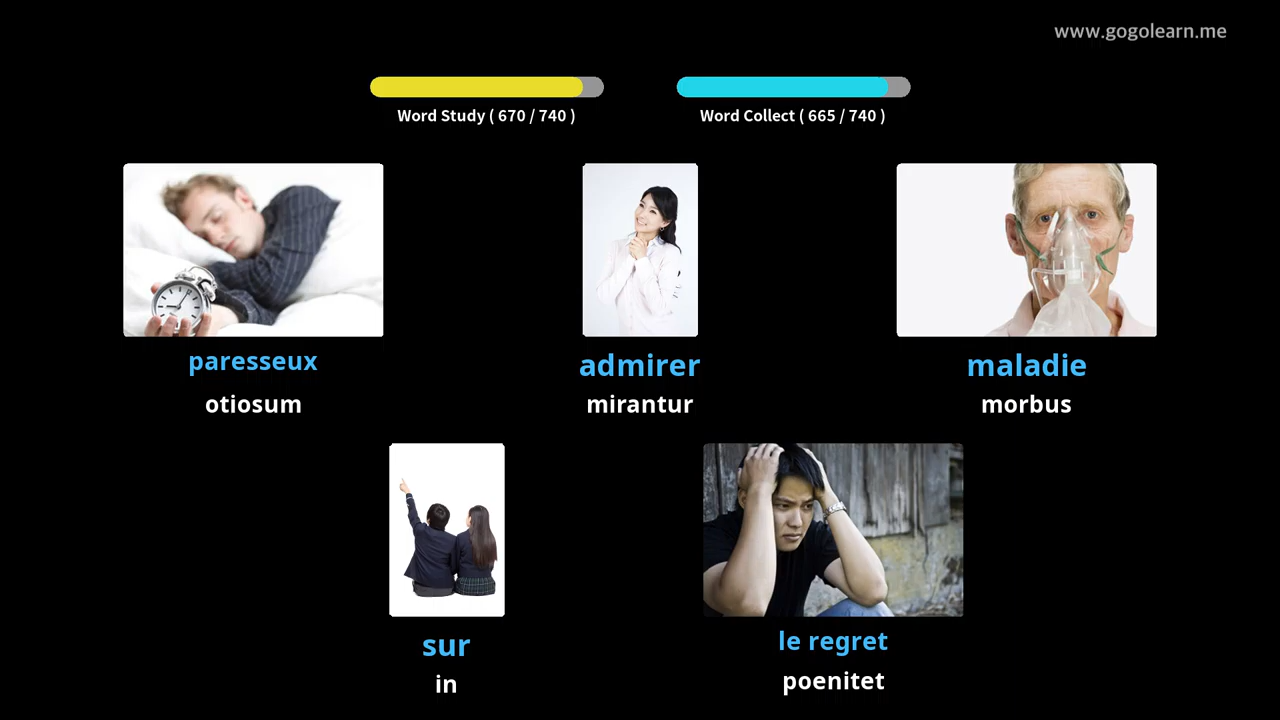 www.gogolearn.me
Word Study ( 670 / 740 )
Word Collect ( 665 / 740 )
paresseux
otiosum
admirer
mirantur
maladie
morbus
sur
in
le regret
poenitet